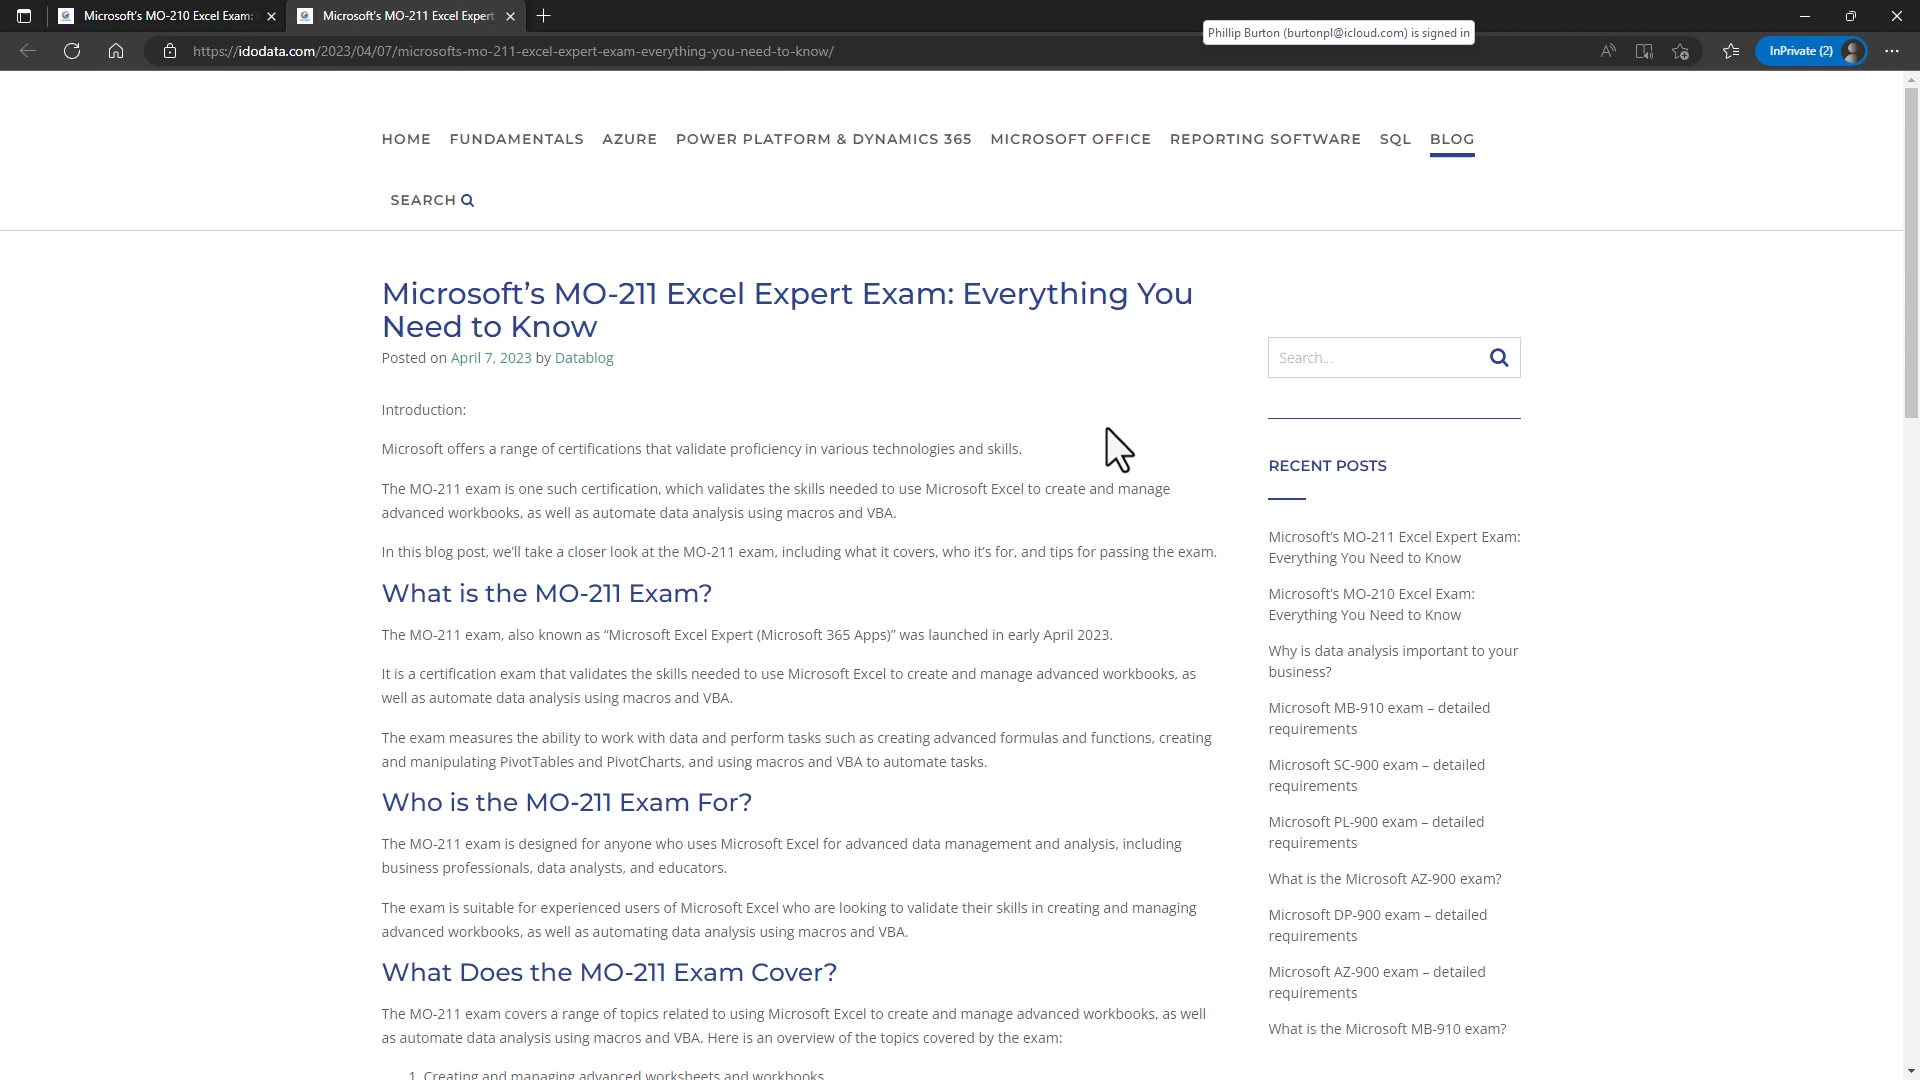 Microsoft's MO-210 Excel Exam:
Microsoft's MO-211 Excel Expert
Phillip Burton (burtonpl@icloud.com) is signed in
https://idodata.com/2023/04/07/microsofts-mo-211-excel-expert-exam-everything-you-need-to-know/
InPrivate (2)
HOME FUNDAMENTALS AZURE POWER PLATFORM & DYNAMICS 365 MICROSOFT OFFICE REPORTING SOFTWARE SQL BLOG
SEARCH
Microsoft's MO-211 Excel Expert Exam: Everything You
Need to Know
Posted on April 7, 2023 by Datablog
Introduction:
Microsoft offers a range of certifications that validate proficiency in various technologies and skills.
The MO-211 exam is one such certification, which validates the skills needed to use Microsoft Excel to create and manage
advanced workbooks, as well as automate data analysis using macros and VBA.
In this blog post, we'll take a closer look at the MO-211 exam, including what it covers, who it's for, and tips for passing the exam.
What is the MO-211 Exam?
The MO-211 exam, also known as “Microsoft Excel Expert (Microsoft 365 Apps)” was launched in early April 2023.
It is a certification exam that validates the skills needed to use Microsoft Excel to create and manage advanced workbooks, as
well as automate data analysis using macros and VBA.
The exam measures the ability to work with data and perform tasks such as creating advanced formulas and functions, creating
and manipulating PivotTables and PivotCharts, and using macros and VBA to automate tasks.
Who is the MO-211 Exam For?
The MO-211 exam is designed for anyone who uses Microsoft Excel for advanced data management and analysis, including
business professionals, data analysts, and educators.
The exam is suitable for experienced users of Microsoft Excel who are looking to validate their skills in creating and managing
advanced workbooks, as well as automating data analysis using macros and VBA.
What Does the MO-211 Exam Cover?
The MO-211 exam covers a range of topics related to using Microsoft Excel to create and manage advanced workbooks, as well
as automate data analysis using macros and VBA. Here is an overview of the topics covered by the exam:
1. Creating and managing advanced worksheets and workbooks
Search...
RECENT POSTS
Microsoft's MO-211 Excel Expert Exam:
Everything You Need to Know
Microsoft's MO-210 Excel Exam:
Everything You Need to Know
Why is data analysis important to your
business?
Microsoft MB-910 exam – detailed
requirements
Microsoft SC-900 exam – detailed
requirements
Microsoft PL-900 exam – detailed
requirements
What is the Microsoft AZ-900 exam?
Microsoft DP-900 exam – detailed
requirements
Microsoft AZ-900 exam – detailed
requirements
What is the Microsoft MB-910 exam?